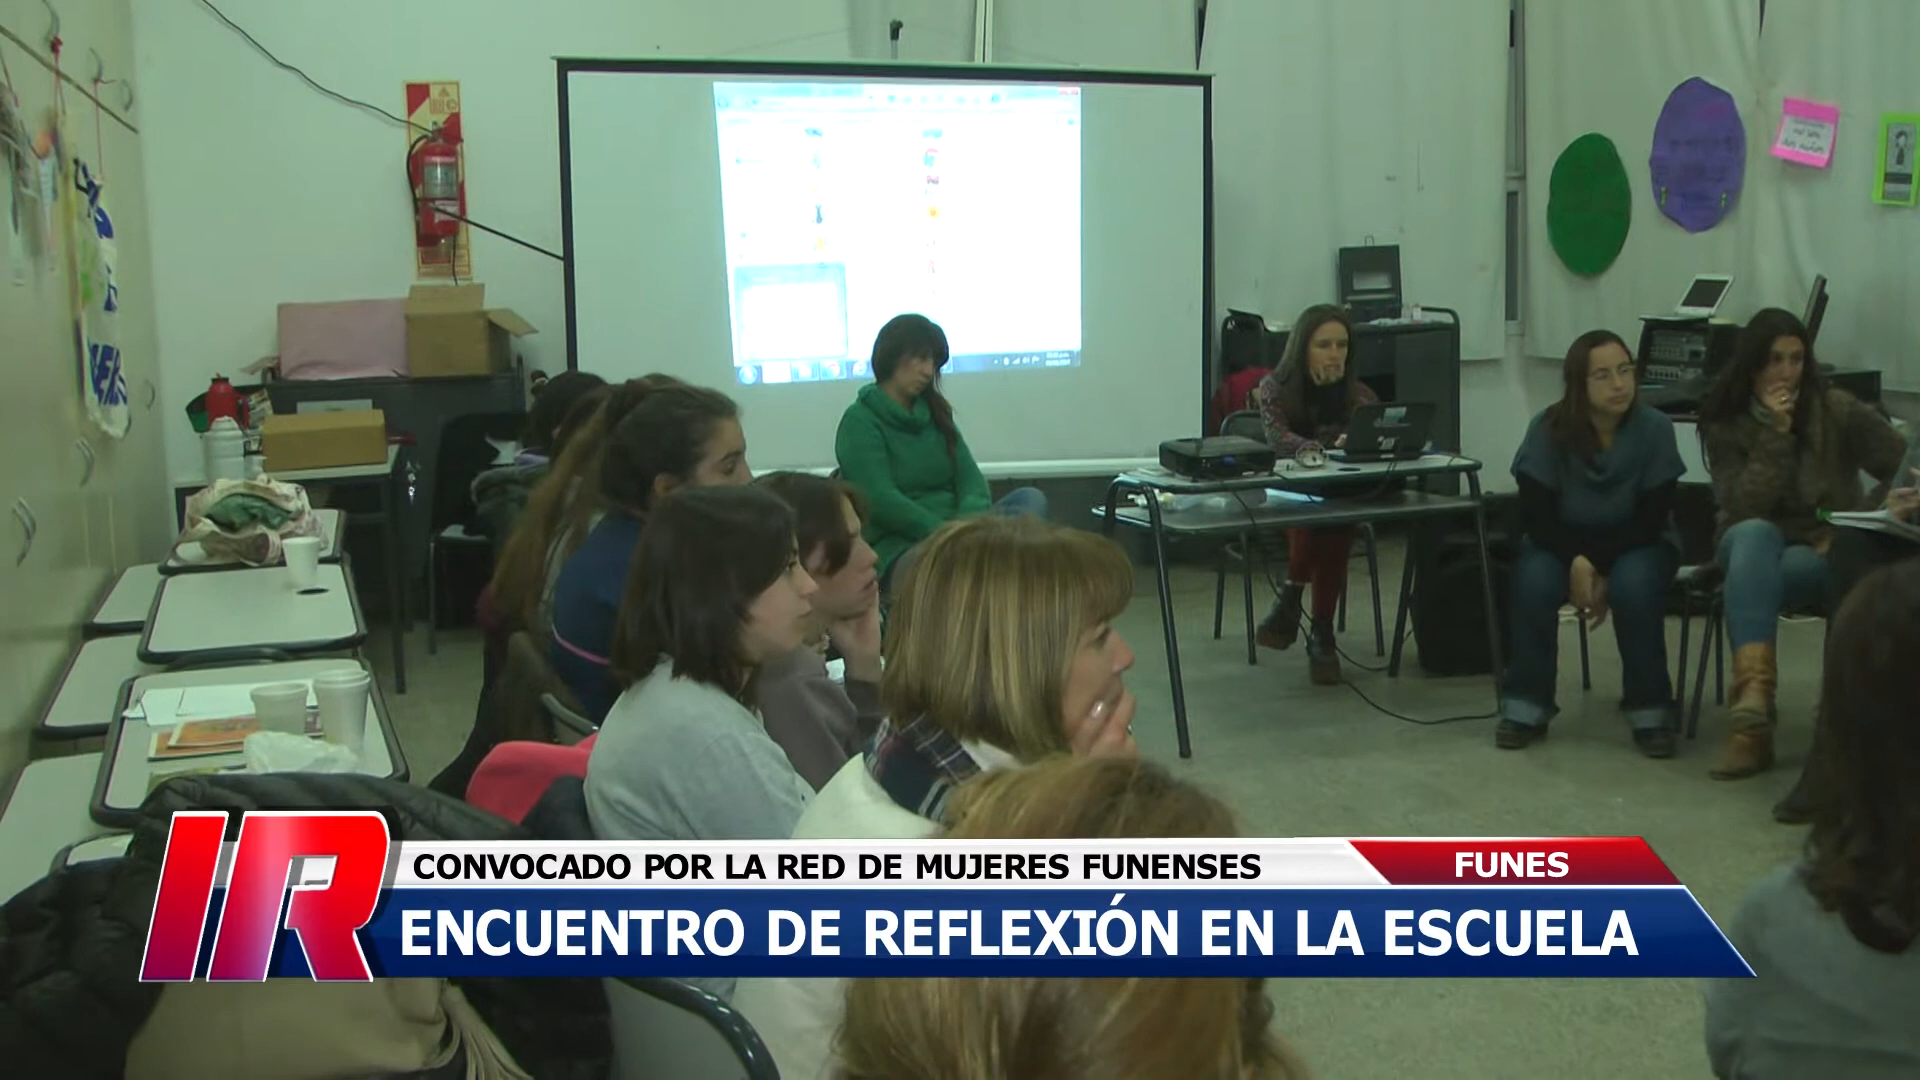 IR
CONVOCADO POR LA RED DE MUJERES FUNENSES
FUNES
ENCUENTRO DE REFLEXIÓN EN LA ESCUELA